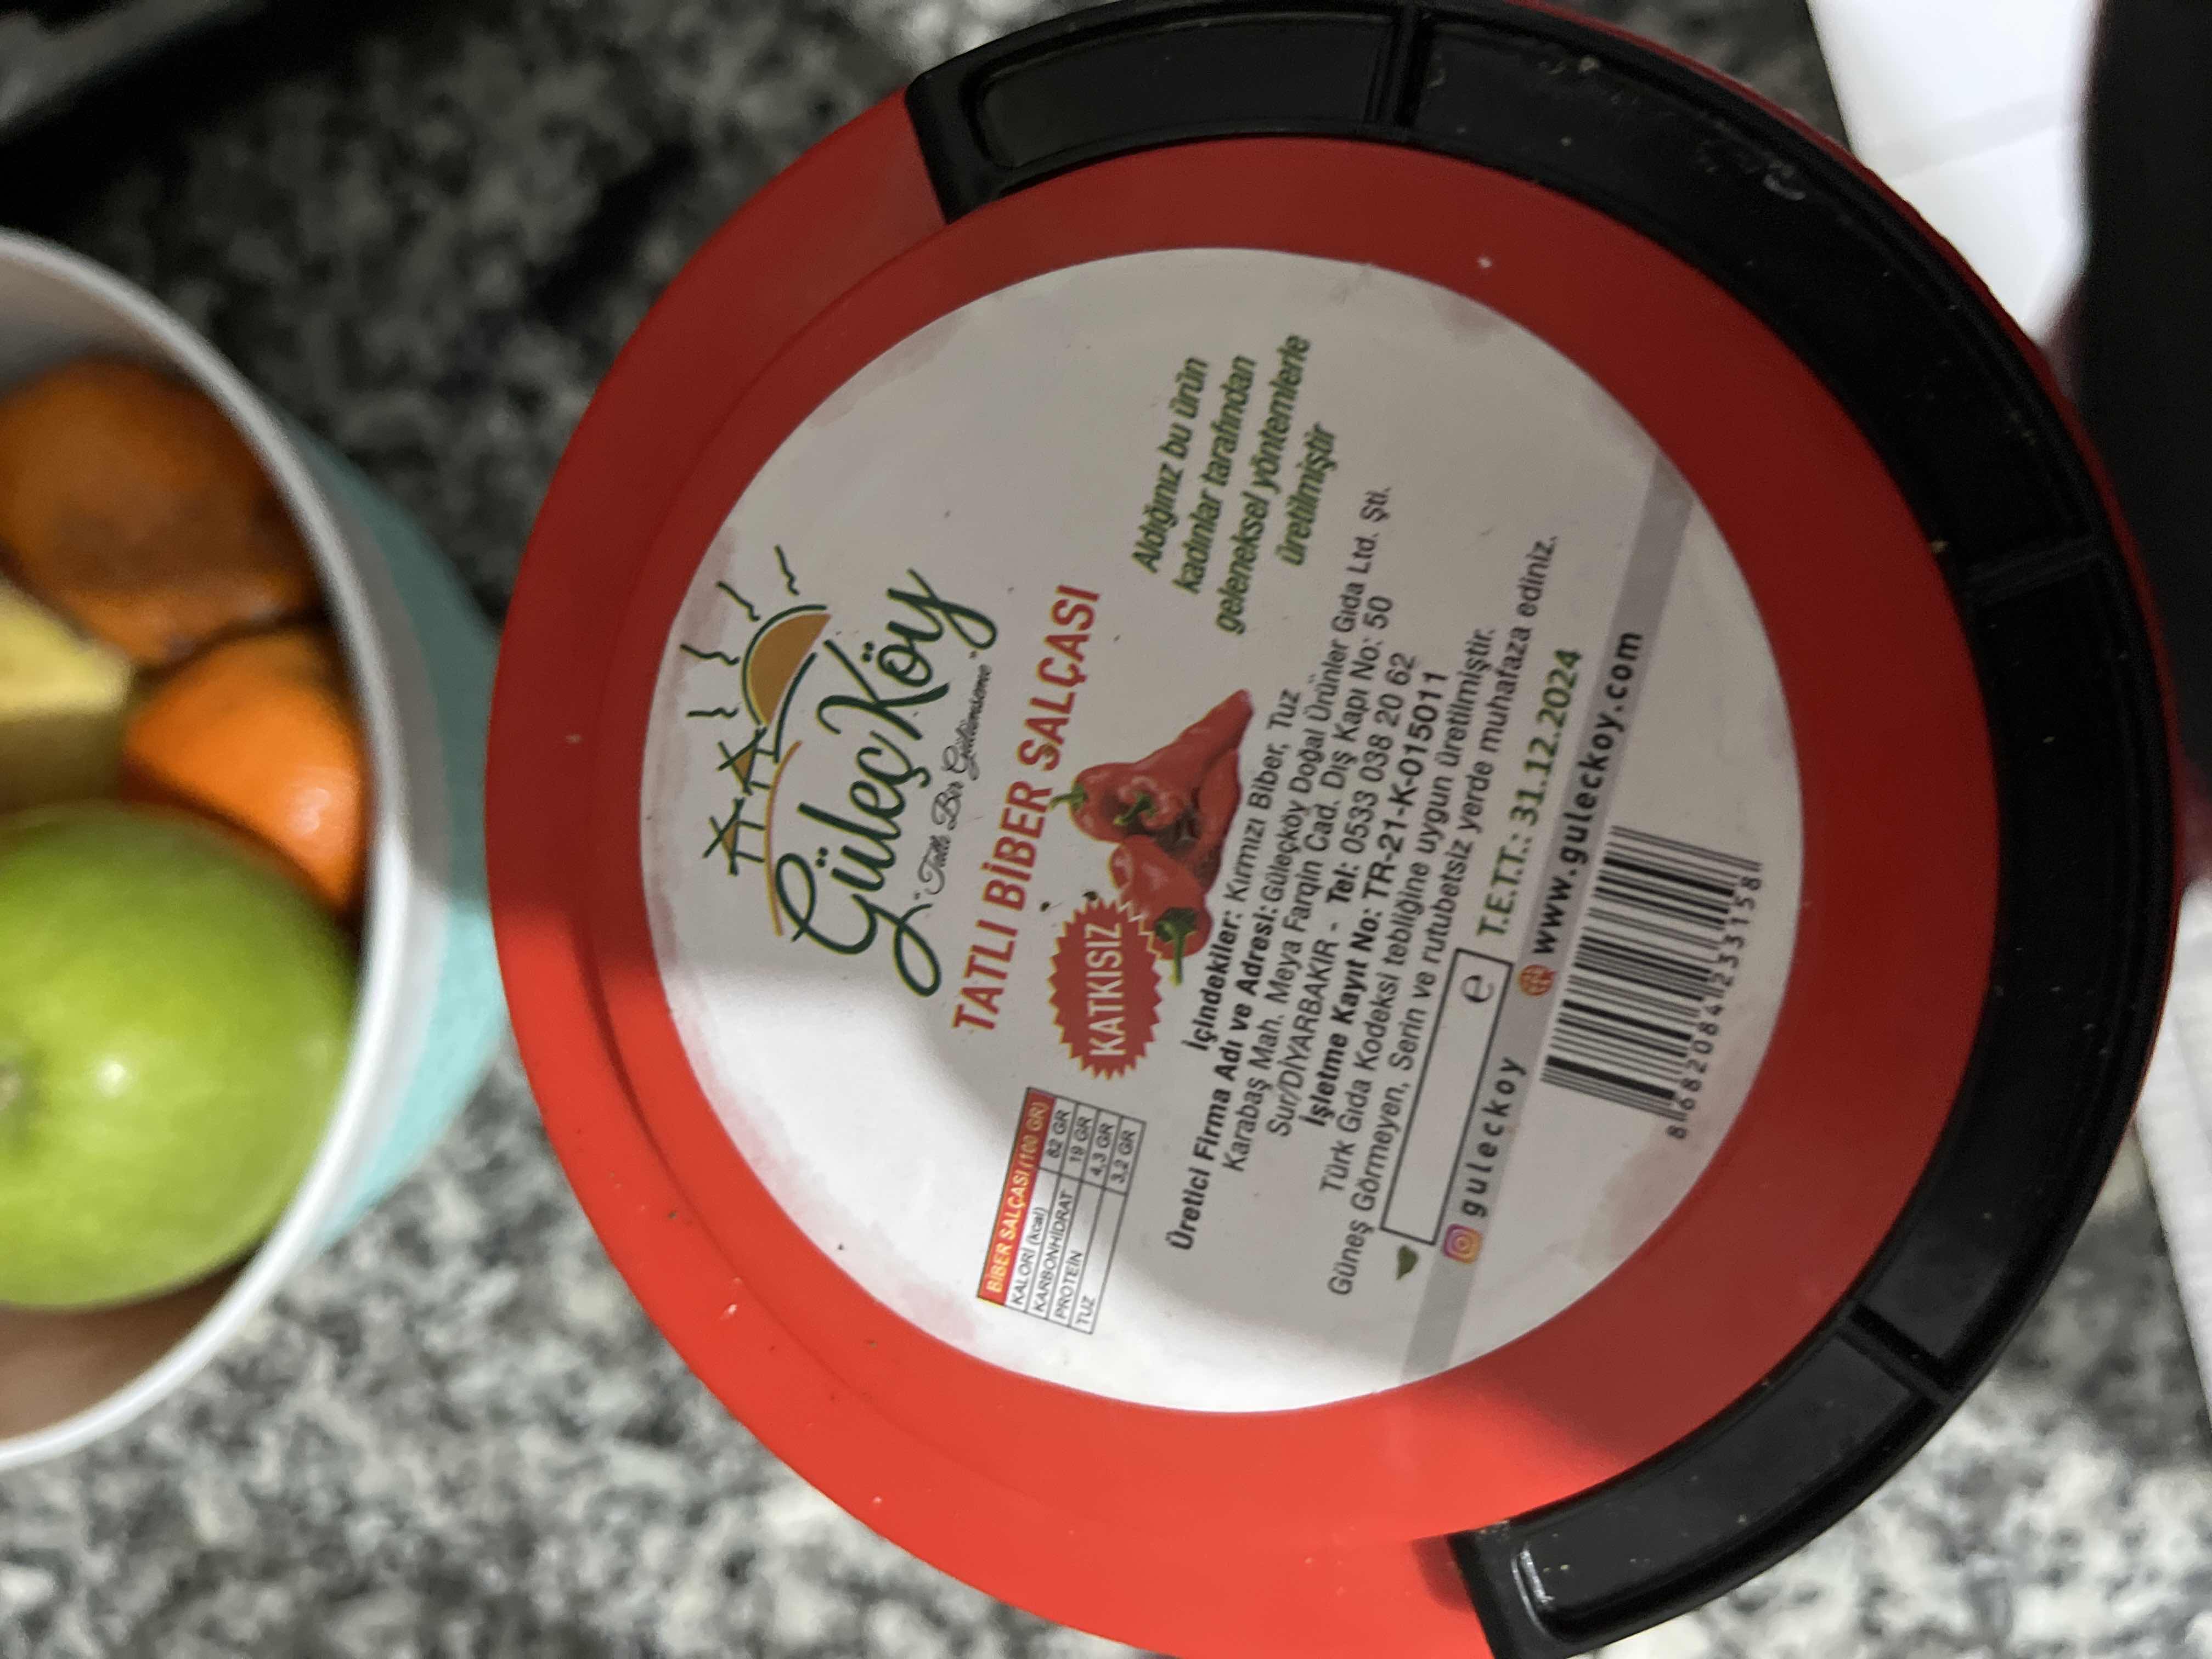 GüleçKöy
"Tatlı Bir Gülümseme"
TATLI BİBER SALÇASI
BİBER SALÇASI (100 GR)
KALORİ (kcal) 82 GR
KARBONHİDRAT 19 GR
PROTEIN 4,3 GR
TUZ 3,2 GR
KATKISIZ
Aldığınız bu ürün
kadınlar tarafından
geleneksel yöntemlerle
üretilmiştir
İçindekiler: Kırmızı Biber, Tuz
Üretici Firma Adı ve Adresi: Güleçköy Doğal Ürünler Gıda Ltd. Şti.
Karabaş Mah. Meya Farqin Cad. Dış Kapı No: 50
Sur/DİYARBAKIR - Tel: 0533 038 20 62
İşletme Kayıt No: TR-21-K-015011
Türk Gıda Kodeksi tebliğine uygun üretilmiştir.
Güneş Görmeyen, Serin ve rutubetsiz yerde muhafaza ediniz.
e T.E.T.T.: 31.12.2024
guleckoy www.guleckoy.com
8682084233158